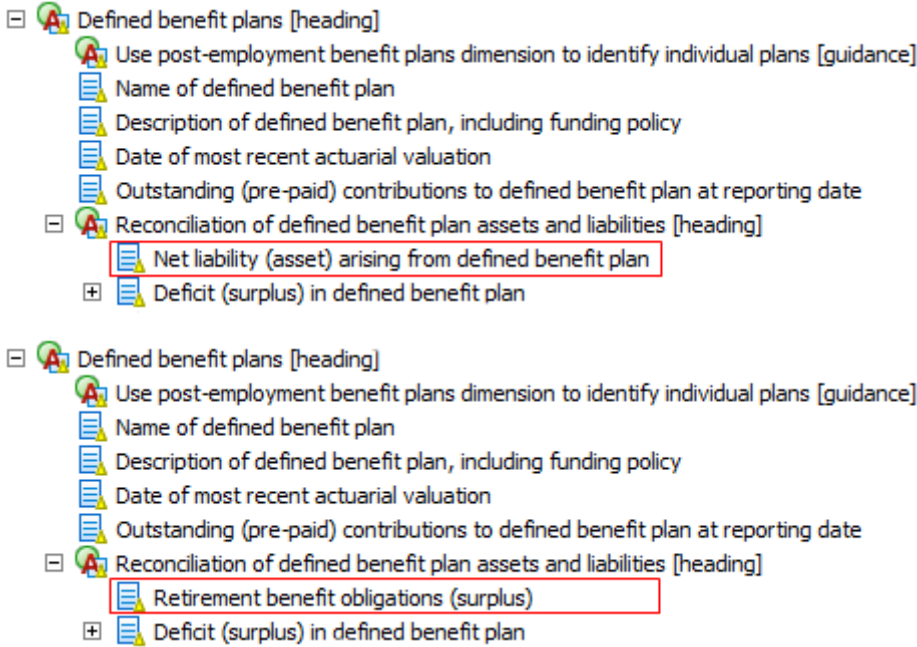 Defined benefit plans [heading]
Use post-employment benefit plans dimension to identify individual plans [guidance]
Name of defined benefit plan
Description of defined benefit plan, including funding policy
Date of most recent actuarial valuation
Outstanding (pre-paid) contributions to defined benefit plan at reporting date
Reconciliation of defined benefit plan assets and liabilities [heading]
Net liability (asset) arising from defined benefit plan
Deficit (surplus) in defined benefit plan
Defined benefit plans [heading]
Use post-employment benefit plans dimension to identify individual plans [guidance]
Name of defined benefit plan
Description of defined benefit plan, including funding policy
Date of most recent actuarial valuation
Outstanding (pre-paid) contributions to defined benefit plan at reporting date
Reconciliation of defined benefit plan assets and liabilities [heading]
Retirement benefit obligations (surplus)
Deficit (surplus) in defined benefit plan